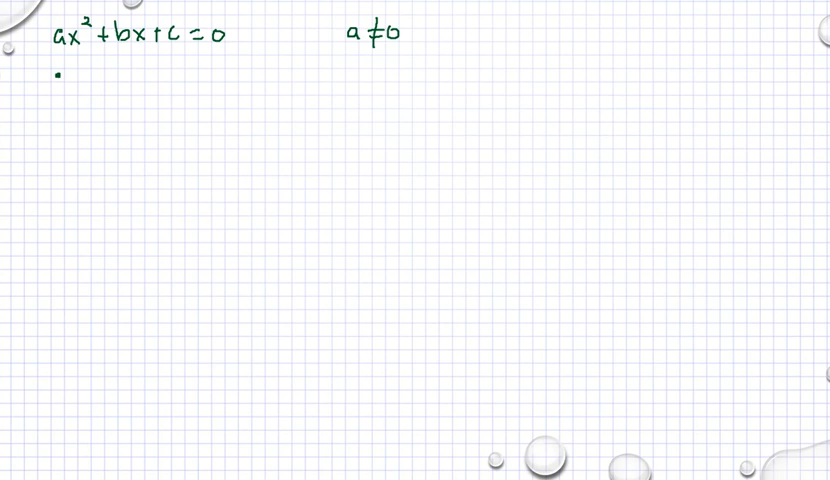 ax² + bx + c = 0 a ≠ 0